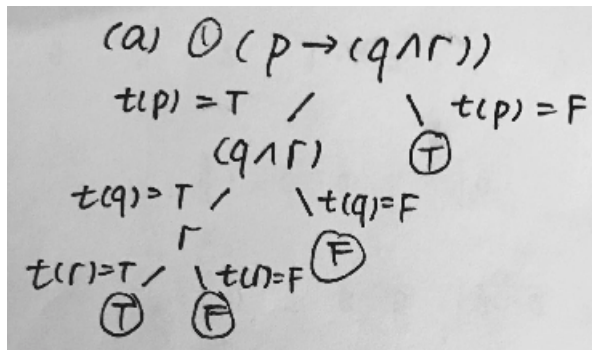 (a) ① (p → (q ∧ r))
t(p) = T / \ t(p) = F
(q ∧ r) Ⓣ
t(q) = T / \ t(q)=F
r Ⓕ
t(r)=T / \ t(r)=F
Ⓣ Ⓕ